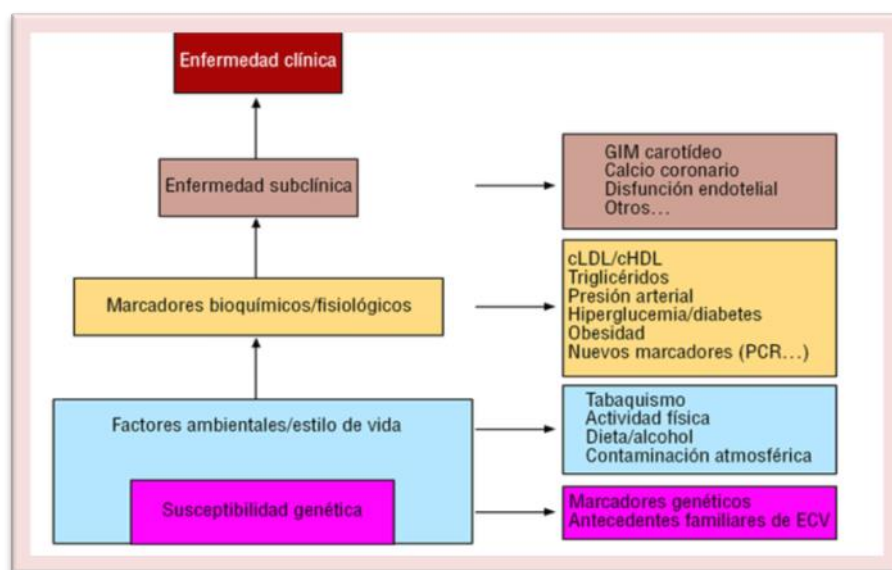 Enfermedad clínica
Enfermedad subclínica
GIM carotídeo
Calcio coronario
Disfunción endotelial
Otros…
Marcadores bioquímicos/fisiológicos
cLDL/cHDL
Triglicéridos
Presión arterial
Hiperglucemia/diabetes
Obesidad
Nuevos marcadores (PCR…)
Factores ambientales/estilo de vida
Tabaquismo
Actividad física
Dieta/alcohol
Contaminación atmosférica
Susceptibilidad genética
Marcadores genéticos
Antecedentes familiares de ECV